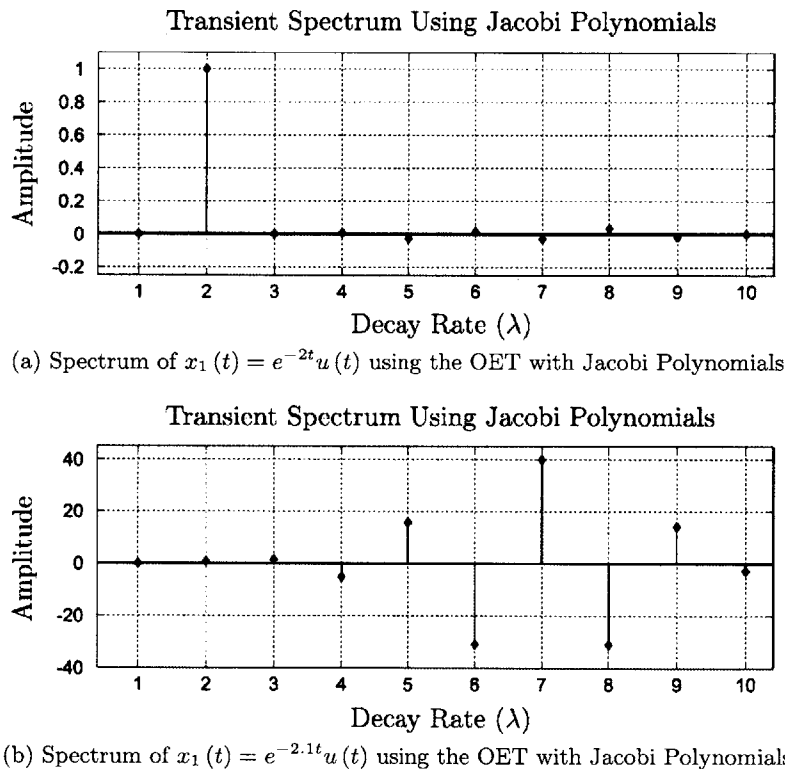 Transient Spectrum Using Jacobi Polynomials
1
0.8
0.6
0.4
0.2
0
-0.2
Amplitude
1 2 3 4 5 6 7 8 9 10
Decay Rate (λ)
(a) Spectrum of x₁ (t) = e⁻²ᵗu (t) using the OET with Jacobi Polynomials
Transient Spectrum Using Jacobi Polynomials
40
20
0
-20
-40
Amplitude
1 2 3 4 5 6 7 8 9 10
Decay Rate (λ)
(b) Spectrum of x₁ (t) = e^{-2.1t}u (t) using the OET with Jacobi Polynomials